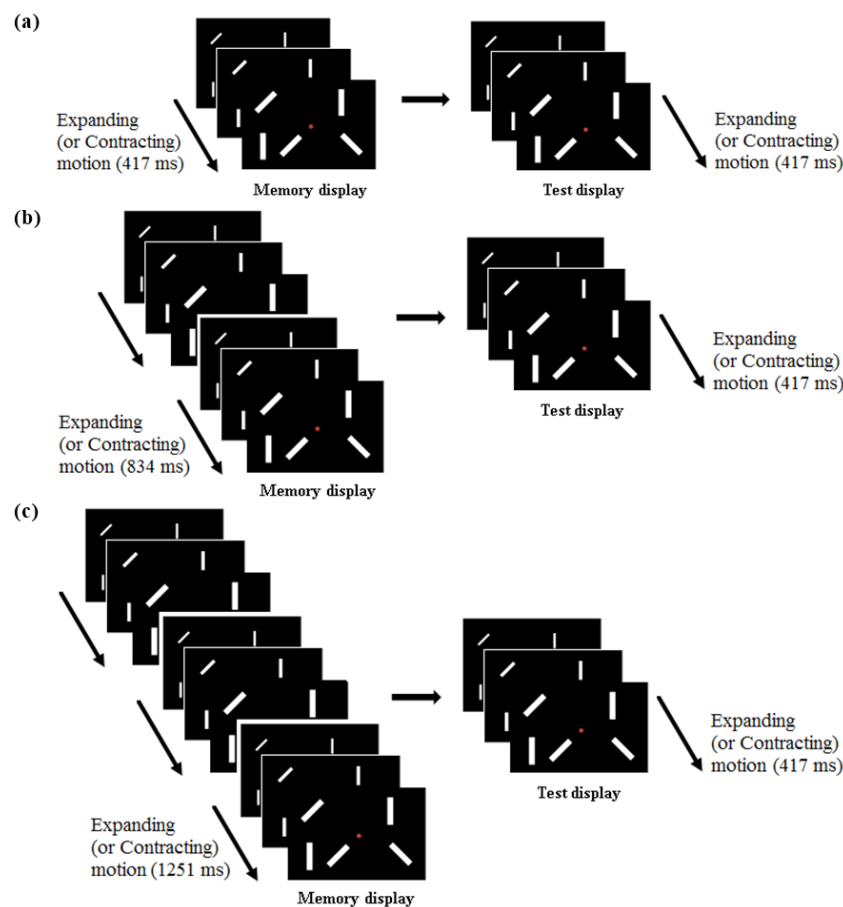 (a)
Expanding
(or Contracting)
motion (417 ms)
Memory display
Test display
Expanding
(or Contracting)
motion (417 ms)
(b)
Expanding
(or Contracting)
motion (834 ms)
Memory display
Test display
Expanding
(or Contracting)
motion (417 ms)
(c)
Expanding
(or Contracting)
motion (1251 ms)
Memory display
Test display
Expanding
(or Contracting)
motion (417 ms)